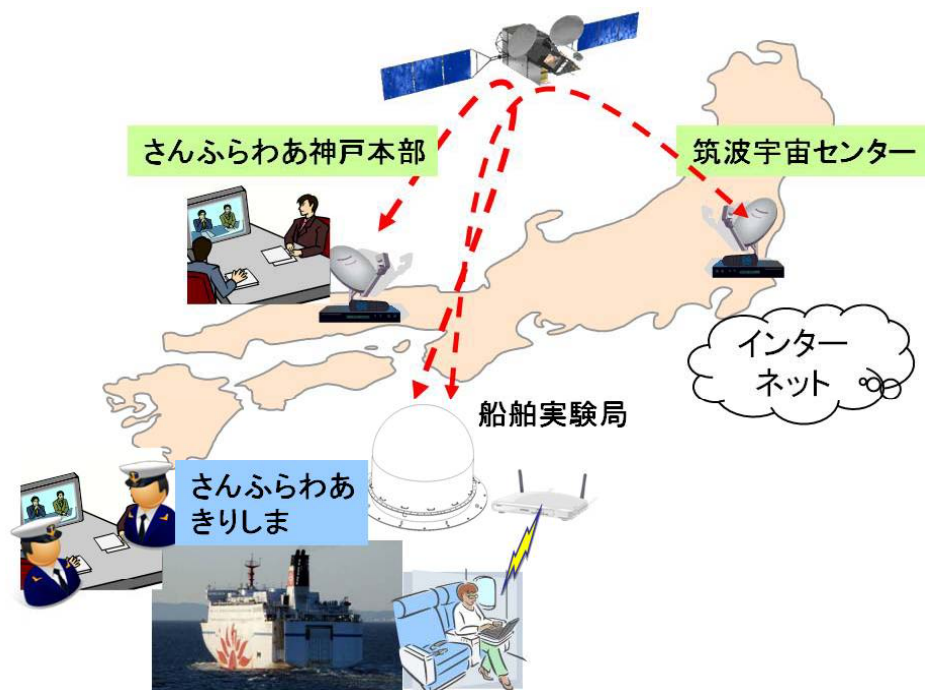 さんふらわあ神戸本部
筑波宇宙センター
インター
ネット
船舶実験局
さんふらわあ
きりしま